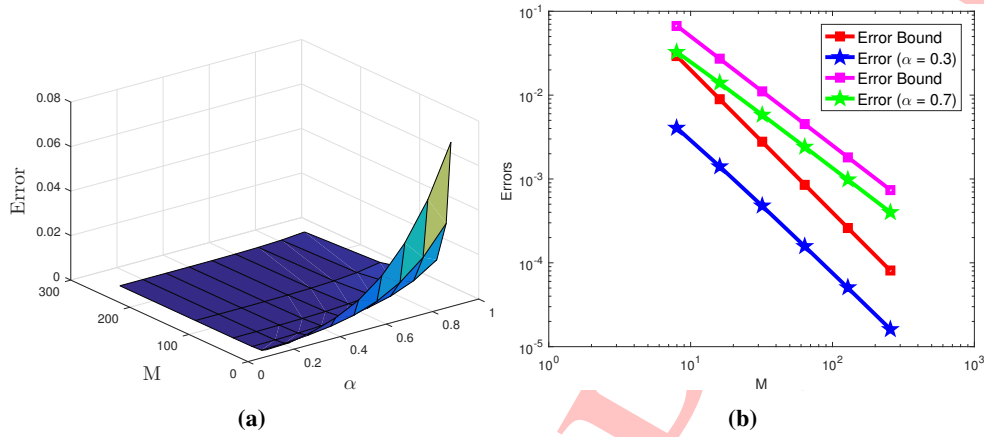 0.08
0.06
0.04
0.02
0
Error
300
200
100
0
M
0
0.2
0.4
0.6
0.8
1
α
(a)
10^-1
10^-2
10^-3
10^-4
10^-5
Errors
10^0
10^1
10^2
10^3
M
Error Bound
Error (α = 0.3)
Error Bound
Error (α = 0.7)
(b)